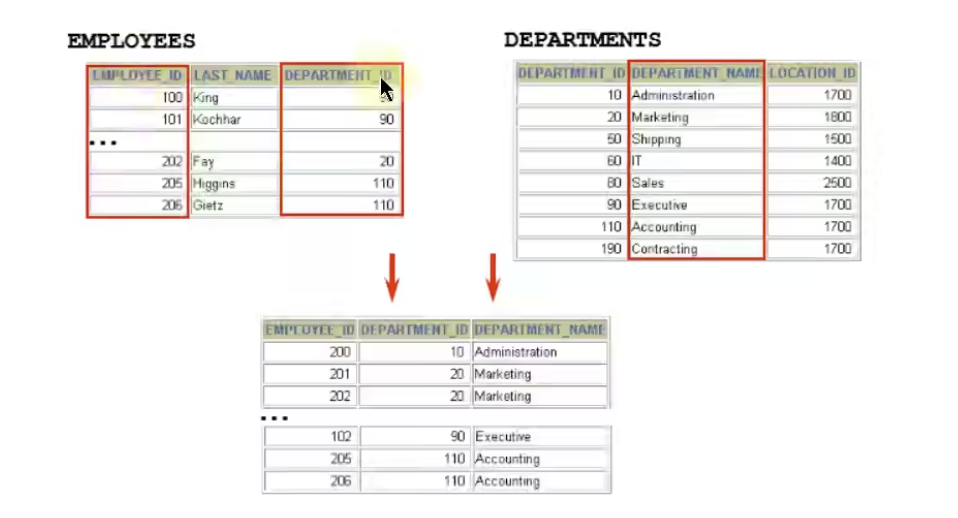 EMPLOYEES
EMPLOYEE_ID LAST_NAME DEPARTMENT_ID
100 King
101 Kochhar 90
...
202 Fay 20
205 Higgins 110
206 Gietz 110
DEPARTMENTS
DEPARTMENT_ID DEPARTMENT_NAME LOCATION_ID
10 Administration 1700
20 Marketing 1800
50 Shipping 1500
60 IT 1400
80 Sales 2500
90 Executive 1700
110 Accounting 1700
190 Contracting 1700
EMPLOYEE_ID DEPARTMENT_ID DEPARTMENT_NAME
200 10 Administration
201 20 Marketing
202 20 Marketing
...
102 90 Executive
205 110 Accounting
206 110 Accounting